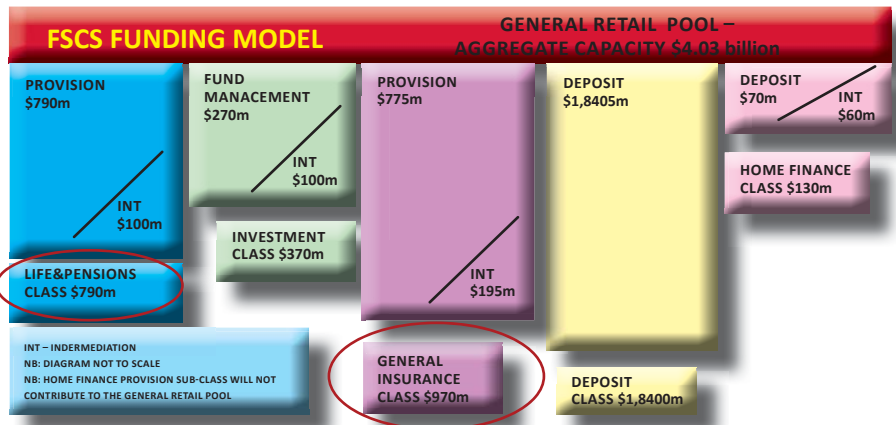 FSCS FUNDING MODEL
GENERAL RETAIL POOL –
AGGREGATE CAPACITY $4.03 billion
PROVISION
$790m
INT
$100m
LIFE&PENSIONS
CLASS $790m
FUND
MANAGEMENT
$270m
INT
$100m
INVESTMENT
CLASS $370m
PROVISION
$775m
INT
$195m
GENERAL
INSURANCE
CLASS $970m
DEPOSIT
$1,8405m
DEPOSIT
CLASS $1,8400m
DEPOSIT
$70m
INT
$60m
HOME FINANCE
CLASS $130m
INT – INDERMEDIATION
NB: DIAGRAM NOT TO SCALE
NB: HOME FINANCE PROVISION SUB-CLASS WILL NOT
CONTRIBUTE TO THE GENERAL RETAIL POOL